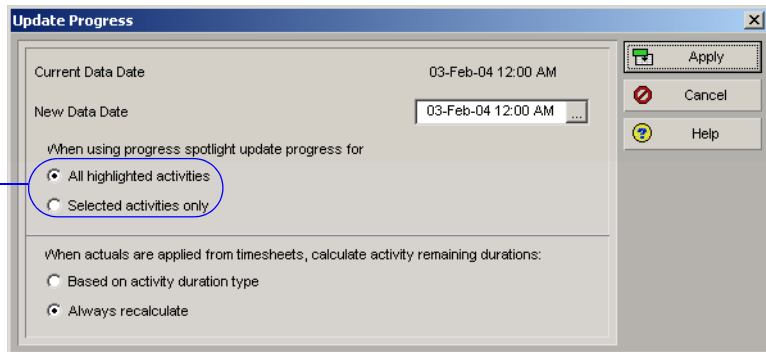 Update Progress
Current Data Date 03-Feb-04 12:00 AM
New Data Date 03-Feb-04 12:00 AM ...
When using progress spotlight update progress for
All highlighted activities
Selected activities only
When actuals are applied from timesheets, calculate activity remaining durations:
Based on activity duration type
Always recalculate
Apply
Cancel
Help